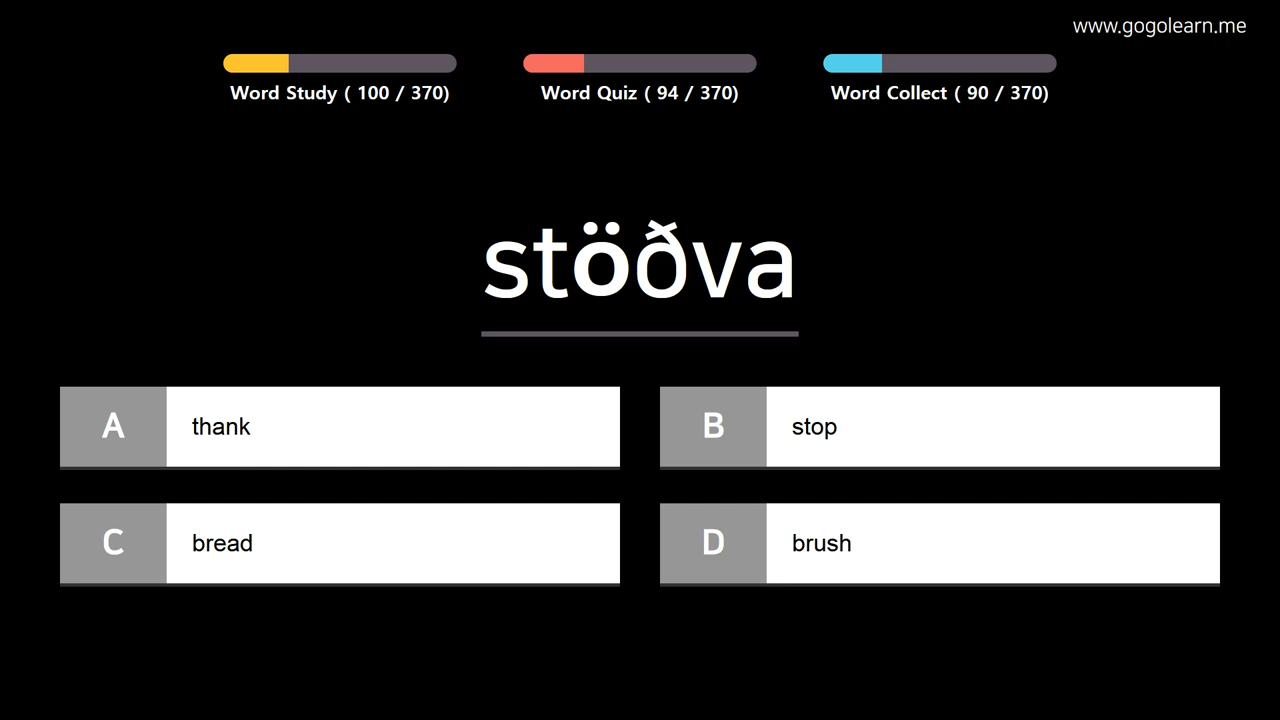 www.gogolearn.me
Word Study ( 100 / 370)
Word Quiz ( 94 / 370)
Word Collect ( 90 / 370)
stöðva
A thank
B stop
C bread
D brush